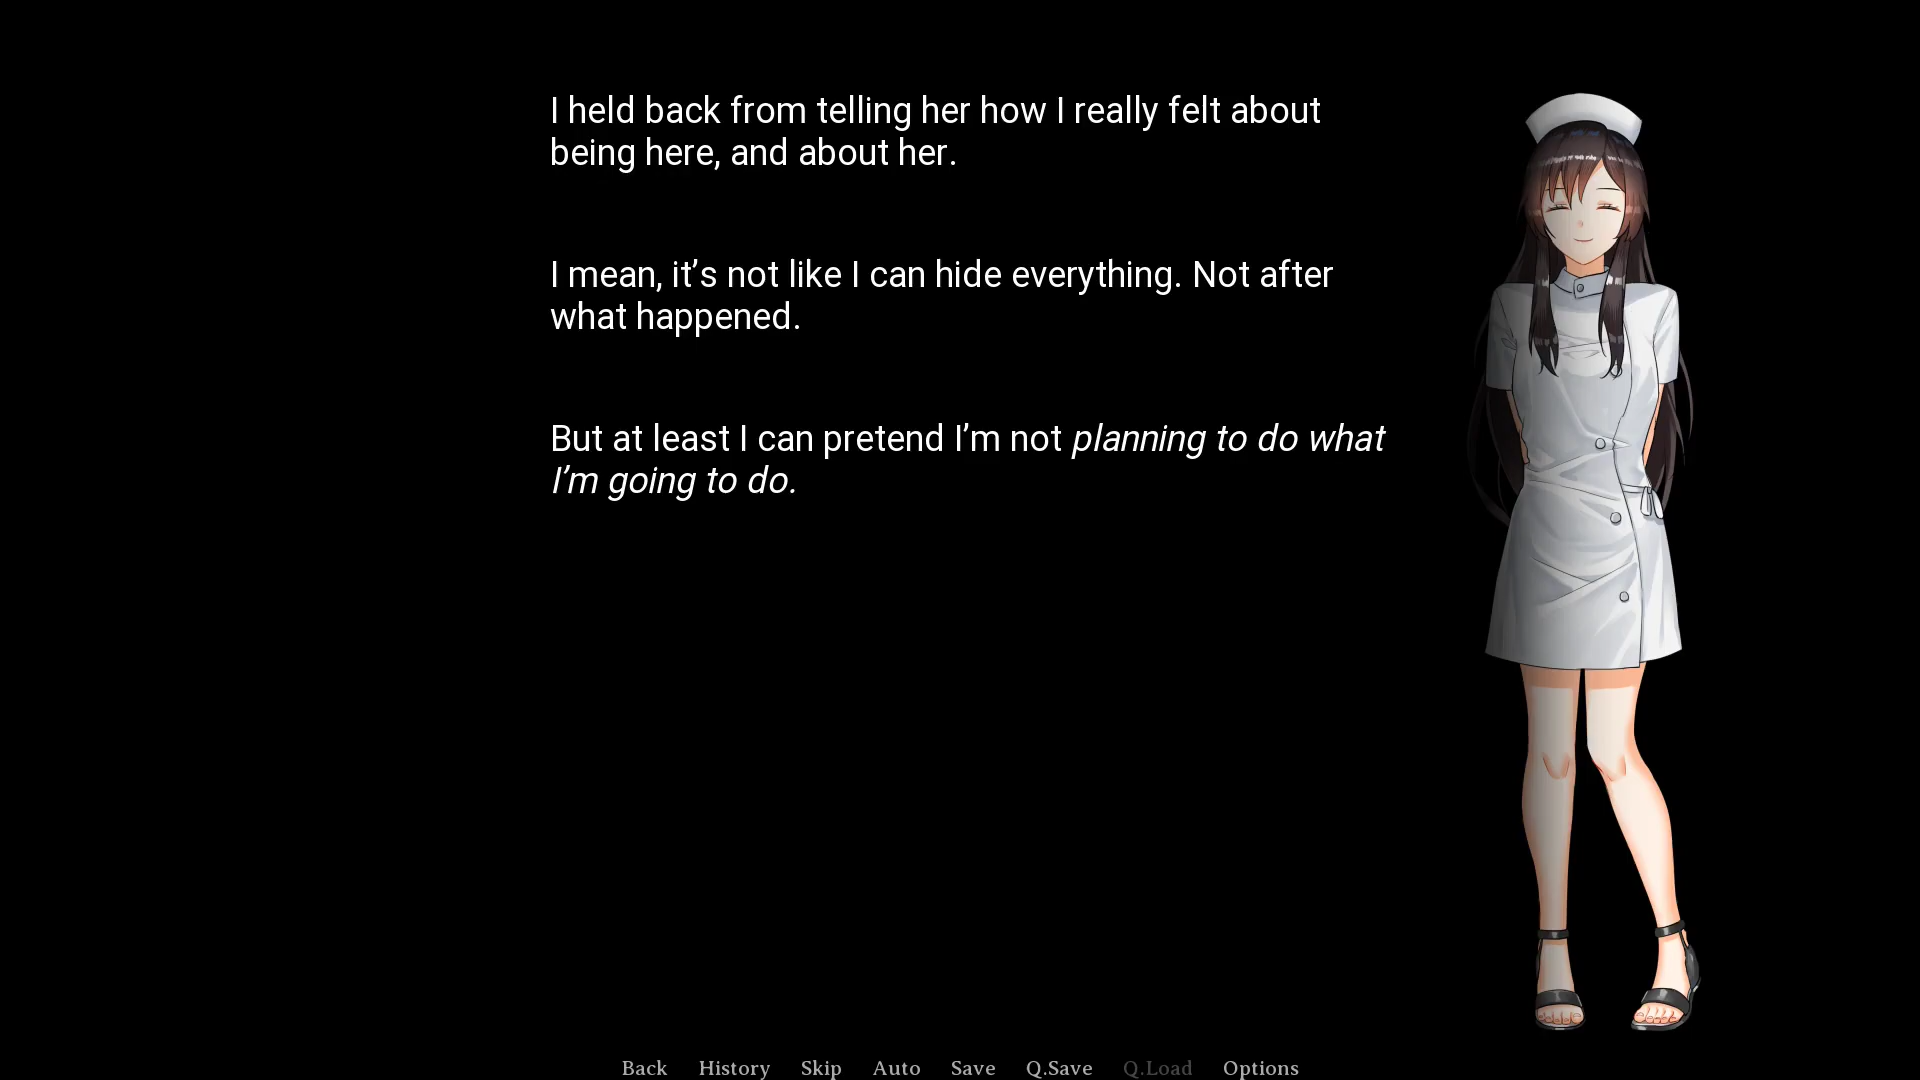 I held back from telling her how I really felt about
being here, and about her.
I mean, it’s not like I can hide everything. Not after
what happened.
But at least I can pretend I’m not planning to do what
I’m going to do.
Back History Skip Auto Save Q.Save Q.Load Options